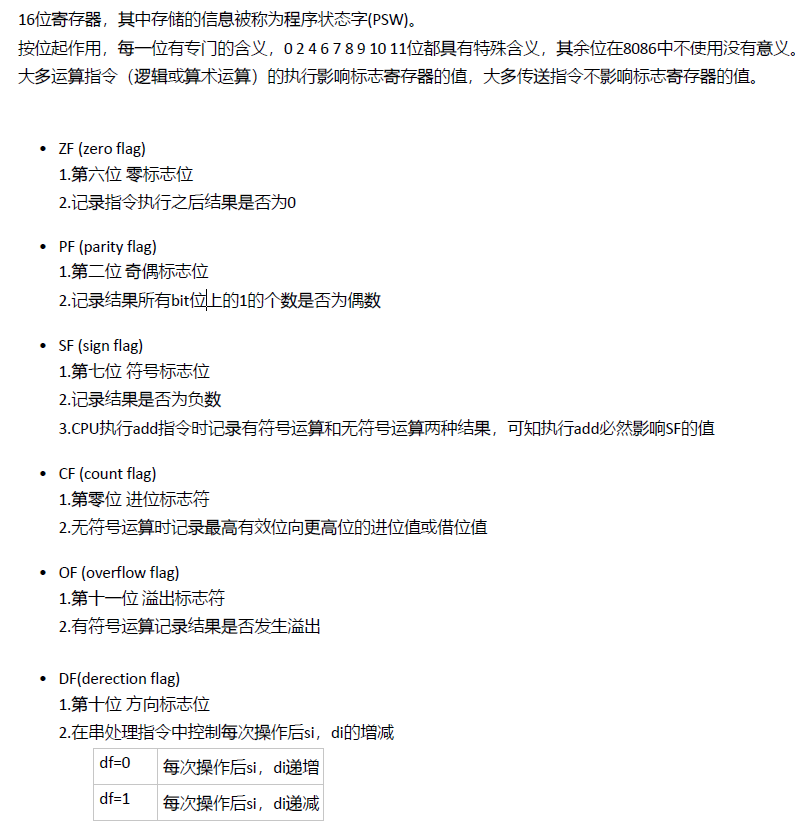 16位寄存器，其中存储的信息被称为程序状态字(PSW)。
按位起作用，每一位有专门的含义，0 2 4 6 7 8 9 10 11位都具有特殊含义，其余位在8086中不使用没有意义。
大多运算指令（逻辑或算术运算）的执行影响标志寄存器的值，大多传送指令不影响标志寄存器的值。
• ZF (zero flag)
1.第六位 零标志位
2.记录指令执行之后结果是否为0
• PF (parity flag)
1.第二位 奇偶标志位
2.记录结果所有bit位上的1的个数是否为偶数
• SF (sign flag)
1.第七位 符号标志位
2.记录结果是否为负数
3.CPU执行add指令时记录有符号运算和无符号运算两种结果，可知执行add必然影响SF的值
• CF (count flag)
1.第零位 进位标志符
2.无符号运算时记录最高有效位向更高位的进位值或借位值
• OF (overflow flag)
1.第十一位 溢出标志符
2.有符号运算记录结果是否发生溢出
• DF(derection flag)
1.第十位 方向标志位
2.在串处理指令中控制每次操作后si，di的增减
df=0 每次操作后si，di递增
df=1 每次操作后si，di递减